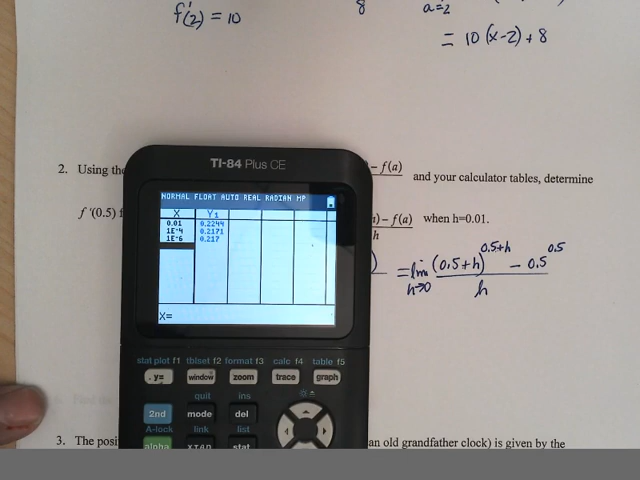 f'(2) = 10
8
a=2
= 10 (x-2) + 8
2. Using the
– f(a)
and your calculator tables, determine
f '(0.5) f
) – f(a)
h
when h=0.01.
) = lim h→0 (0.5+h)^0.5+h – 0.5^0.5
h
TI-84 Plus CE
NORMAL FLOAT AUTO REAL RADIAN MP
X Y1
0.01 0.2244
1E-4 0.2171
1E-6 0.217
X=
stat plot f1 tblset f2 format f3 calc f4 table f5
y= window zoom trace graph
quit ins
2nd mode del
A-lock link list
alpha X,T,θ,n stat
3. The posi
an old grandfather clock) is given by the